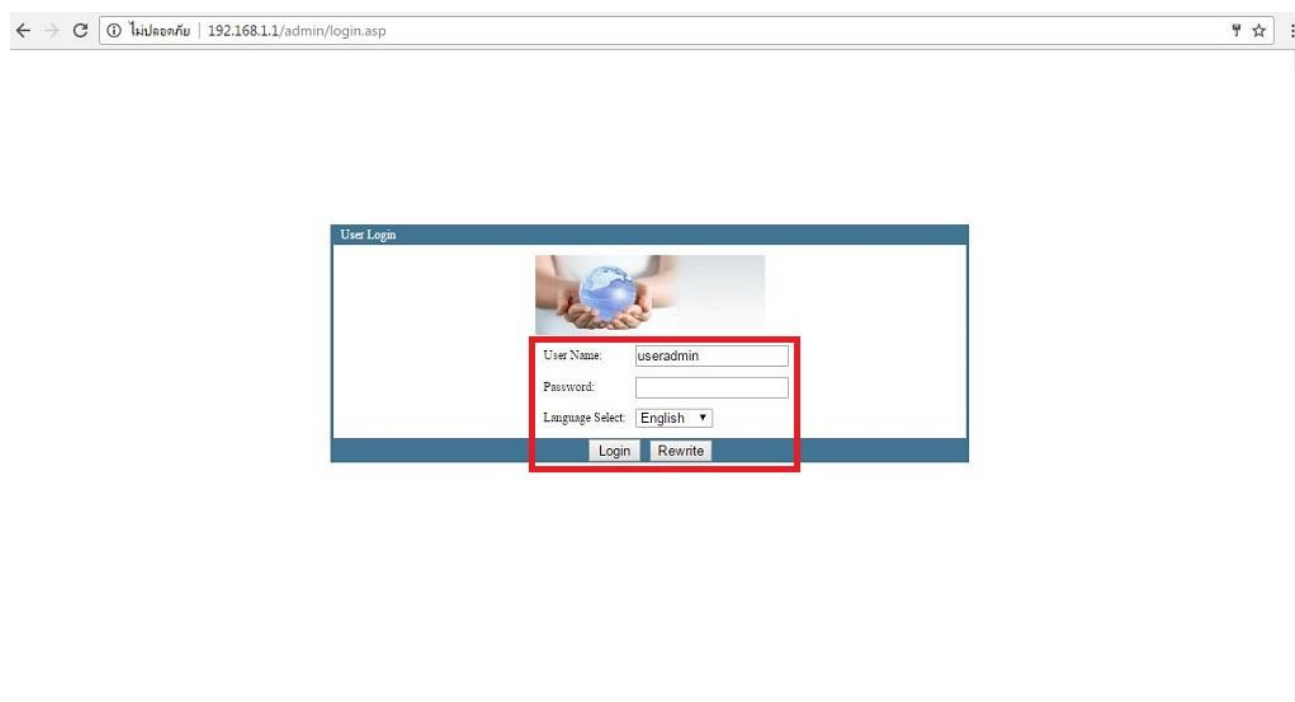 ไม่ปลอดภัย | 192.168.1.1/admin/login.asp
User Login
User Name: useradmin
Password:
Language Select: English
Login Rewrite